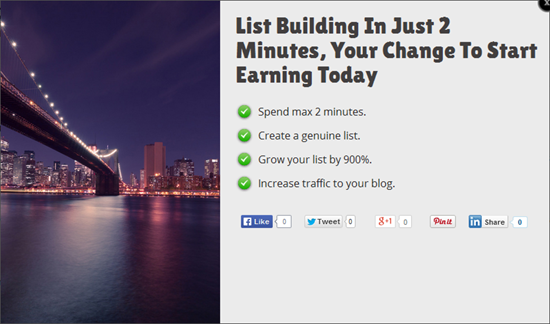 List Building In Just 2
Minutes, Your Change To Start
Earning Today
Spend max 2 minutes.
Create a genuine list.
Grow your list by 900%.
Increase traffic to your blog.
Like 0 Tweet 0 g+1 0 Pin it in Share 0